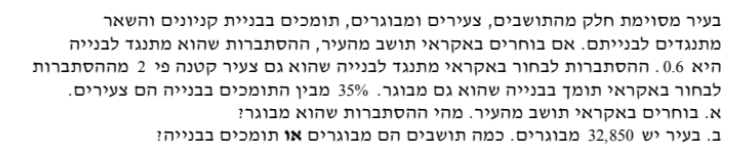 בעיר מסוימת חלק מהתושבים, צעירים ומבוגרים, תומכים בבניית קניונים והשאר
מתנגדים לבנייתם. אם בוחרים באקראי תושב מהעיר, ההסתברות שהוא מתנגד לבנייה
היא 0.6. ההסתברות לבחור באקראי מתנגד לבנייה שהוא גם צעיר קטנה פי 2 מההסתברות
לבחור באקראי תומך בבנייה שהוא גם מבוגר. 35% מבין התומכים בבנייה הם צעירים.
א. בוחרים באקראי תושב מהעיר. מהי ההסתברות שהוא מבוגר?
ב. בעיר יש 32,850 מבוגרים. כמה תושבים הם מבוגרים או תומכים בבנייה?